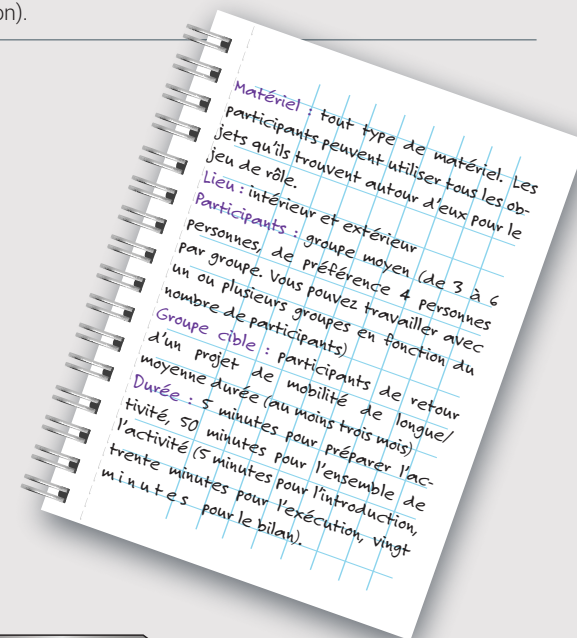 on).
Matériel : tout type de matériel. Les
participants peuvent utiliser tous les ob-
jets qu'ils trouvent autour d'eux pour le
jeu de rôle.
Lieu : intérieur et extérieur
Participants : groupe moyen (de 3 à 6
personnes, de préférence 4 personnes
par groupe. Vous pouvez travailler avec
un ou plusieurs groupes en fonction du
nombre de participants)
Groupe cible : participants de retour
d'un projet de mobilité de longue/
moyenne durée (au moins trois mois)
Durée : 5 minutes pour préparer l'ac-
tivité, 50 minutes pour l'ensemble de
l'activité (5 minutes pour l'introduction,
trente minutes pour l'exécution, vingt
minutes pour le bilan).